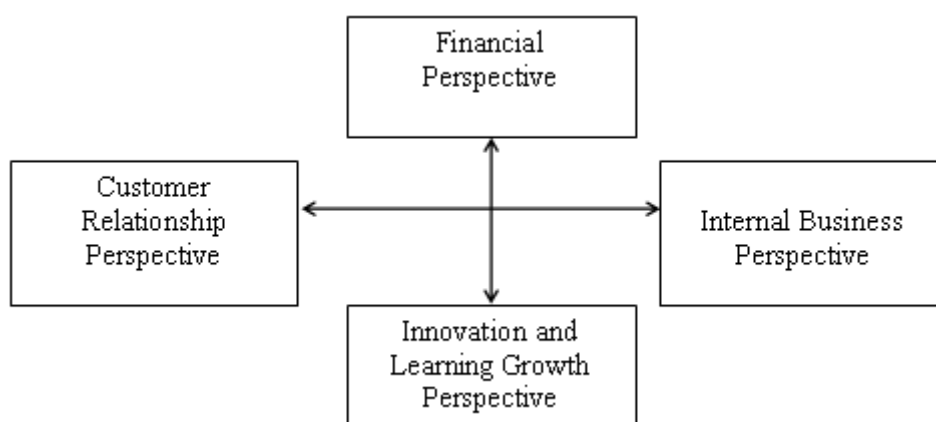 Financial
Perspective
Customer
Relationship
Perspective
Internal Business
Perspective
Innovation and
Learning Growth
Perspective